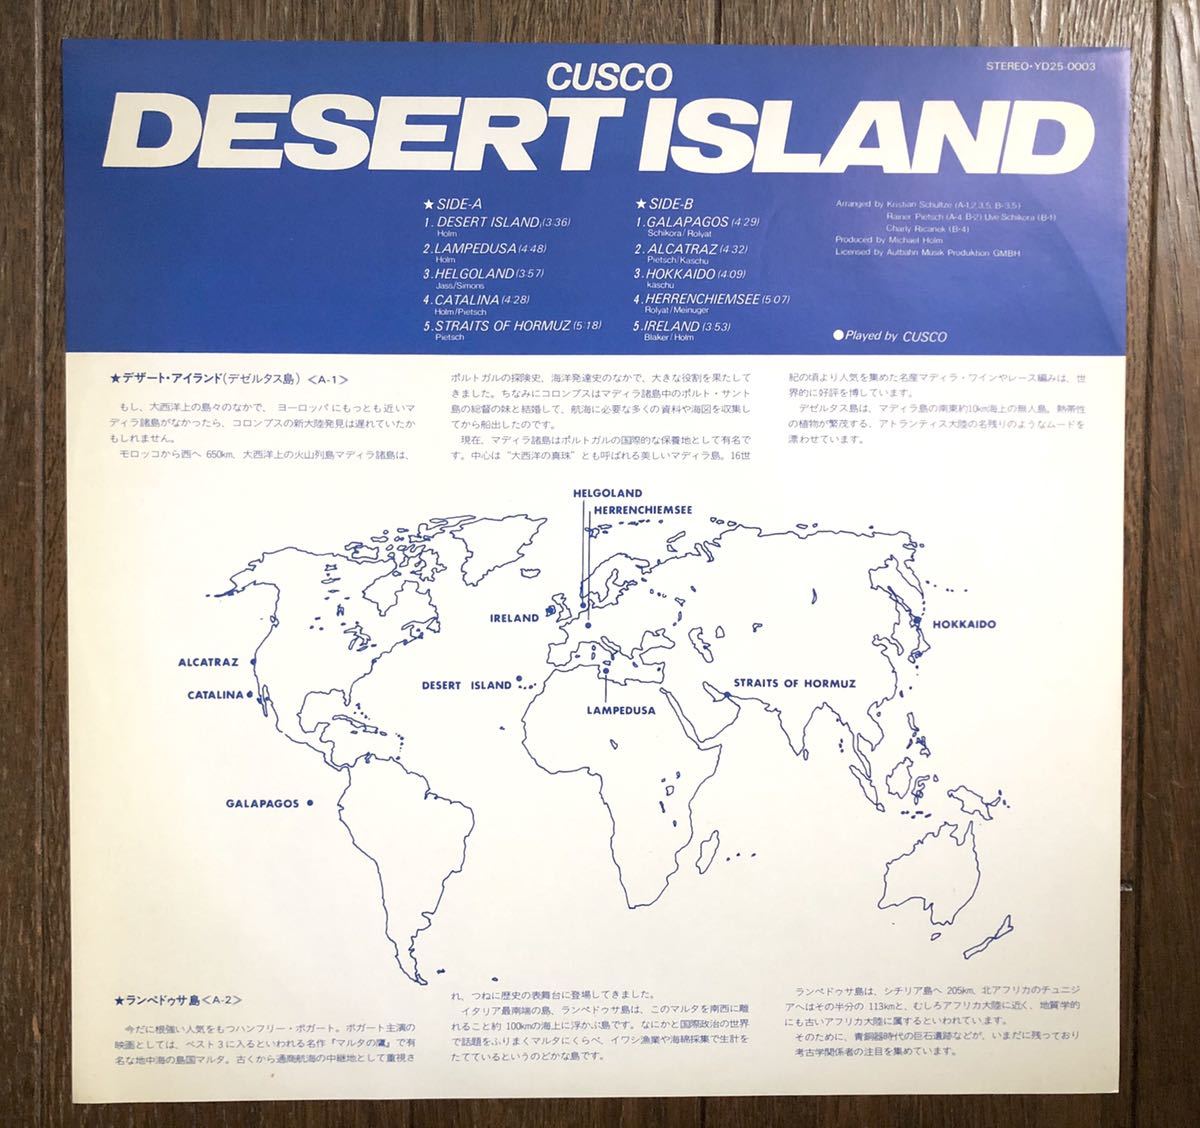 CUSCO
STEREO・YD25-0003
DESERT ISLAND
★ SIDE-A
1. DESERT ISLAND (3:36)
Holm
2. LAMPEDUSA (4:48)
Holm
3. HELGOLAND (3:57)
Jass/Simons
4. CATALINA (4:28)
Holm/Pietsch
5. STRAITS OF HORMUZ (5:18)
Pietsch
★ SIDE-B
1. GALAPAGOS (4:29)
Schikora/Rolyat
2. ALCATRAZ (4:32)
Pietsch/Kaschu
3. HOKKAIDO (4:09)
kaschu
4. HERRENCHIEMSEE (5:07)
Rolyat/Meinuger
5. IRELAND (3:53)
Blaker/Holm
Arranged by Kristian Schultze (A-1,2,3,5, B-3,5)
Rainer Pietsch (A-4 B-2) Uve Schikora (B-1)
Charly Ricanek (B-4)
Produced by Michael Holm
Licensed by Autbahn Musik Produktion GMBH
●Played by CUSCO
★デザート・アイランド(デゼルタス島) <A-1>
もし、大西洋上の島々のなかで、ヨーロッパにもっとも近いマ
ディラ諸島がなかったら、コロンブスの新大陸発見は遅れていたか
もしれません。
モロッコから西へ 650km、大西洋上の火山列島マディラ諸島は、
ポルトガルの探険史、海洋発達史のなかで、大きな役割を果たして
きました。ちなみにコロンブスはマディラ諸島中のポルト・サント
島の総督の妹と結婚して、航海に必要な多くの資料や海図を収集し
てから船出したのです。
現在、マディラ諸島はポルトガルの国際的な保養地として有名で
す。中心は“大西洋の真珠”とも呼ばれる美しいマディラ島。16世
紀の頃より人気を集めた名産マディラ・ワインやレース編みは、世
界的に好評を博しています。
デゼルタス島は、マディラ島の南東約10km海上の無人島。熱帯性
の植物が繁茂する、アトランティス大陸の名残りのようなムードを
漂わせています。
HELGOLAND
HERRENCHIEMSEE
IRELAND
HOKKAIDO
ALCATRAZ
CATALINA
DESERT ISLAND
STRAITS OF HORMUZ
LAMPEDUSA
GALAPAGOS
★ランペドゥサ島<A-2>
今だに根強い人気をもつハンフリー・ボガート。ボガート主演の
映画としては、ベスト3に入るといわれる名作『マルタの鷹』で有
名な地中海の島国マルタ。古くから通商航海の中継地として重視さ
れ、つねに歴史の表舞台に登場してきました。
イタリア最南端の島、ランペドゥサ島は、このマルタを南西に離
れること約 100kmの海上に浮かぶ島です。なにかと国際政治の世界
で話題をふりまくマルタにくらべ、イワシ漁業や海綿採集で生計を
たてているというのどかな島です。
ランペドゥサ島は、シチリア島へ 205km、北アフリカのチュニジ
アへはその半分の 113kmと、むしろアフリカ大陸に近く、地質学的
にも古いアフリカ大陸に属するといわれています。
そのために、青銅器時代の巨石遺跡などが、いまだに残っており
考古学関係者の注目を集めています。